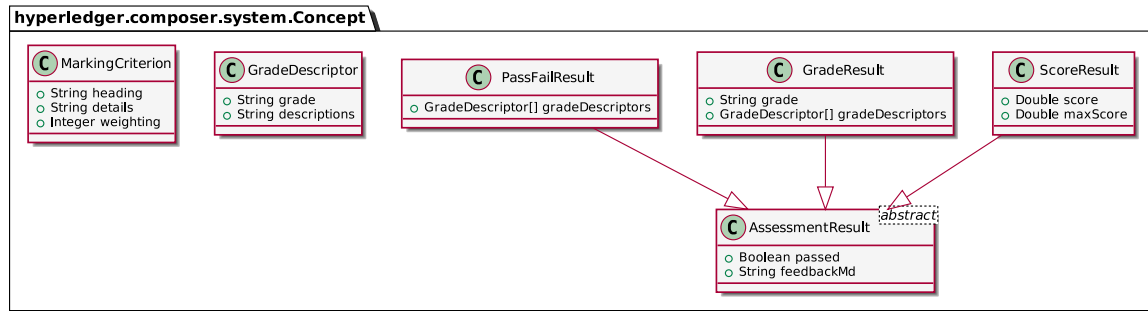 hyperledger.composer.system.Concept
C MarkingCriterion
String heading
String details
Integer weighting
C GradeDescriptor
String grade
String descriptions
C PassFailResult
GradeDescriptor[] gradeDescriptors
C GradeResult
String grade
GradeDescriptor[] gradeDescriptors
C ScoreResult
Double score
Double maxScore
C AssessmentResult
abstract
Boolean passed
String feedbackMd